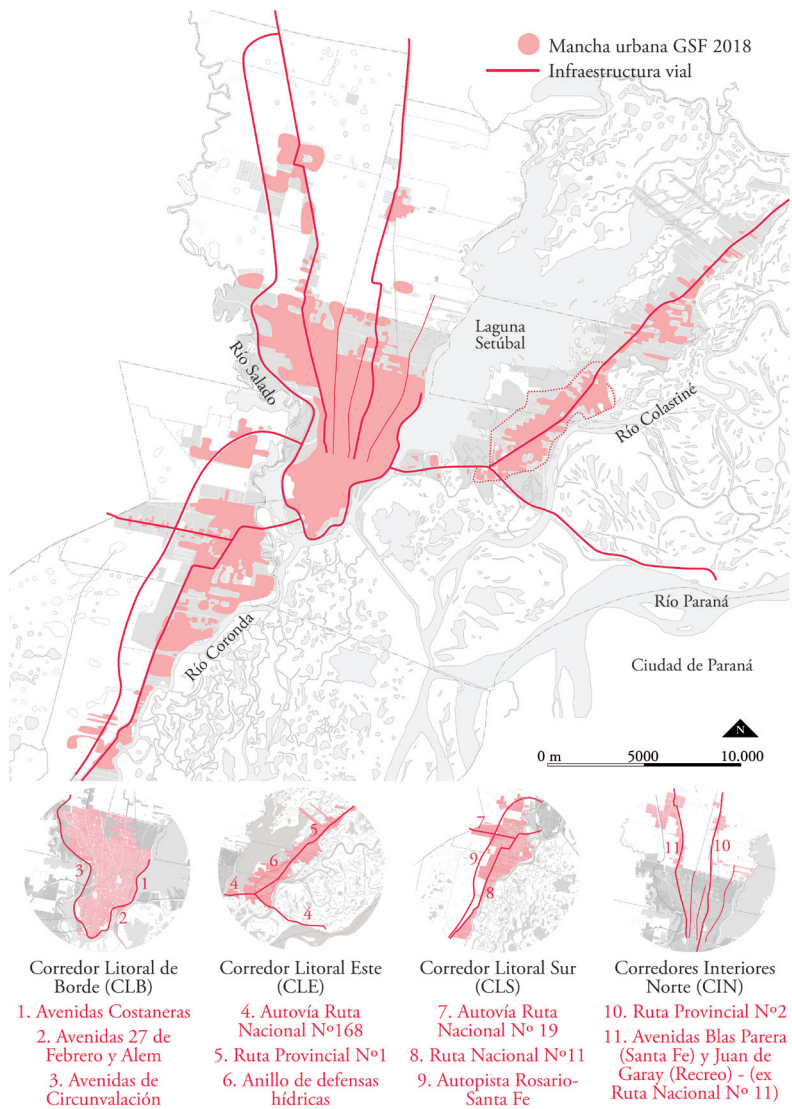 Mancha urbana GSF 2018
Infraestructura vial
Laguna
Setúbal
Río Salado
Río Colastiné
Río Coronda
Río Paraná
Ciudad de Paraná
N
0 m 5000 10.000
3 1 2
5 6 4 4
7 9 8
11 10
Corredor Litoral de
Borde (CLB)
1. Avenidas Costaneras
2. Avenidas 27 de
Febrero y Alem
3. Avenidas de
Circunvalación
Corredor Litoral Este
(CLE)
4. Autovía Ruta
Nacional Nº168
5. Ruta Provincial Nº1
6. Anillo de defensas
hídricas
Corredor Litoral Sur
(CLS)
7. Autovía Ruta
Nacional Nº 19
8. Ruta Nacional Nº11
9. Autopista Rosario-
Santa Fe
Corredores Interiores
Norte (CIN)
10. Ruta Provincial Nº2
11. Avenidas Blas Parera
(Santa Fe) y Juan de
Garay (Recreo) - (ex
Ruta Nacional Nº 11)